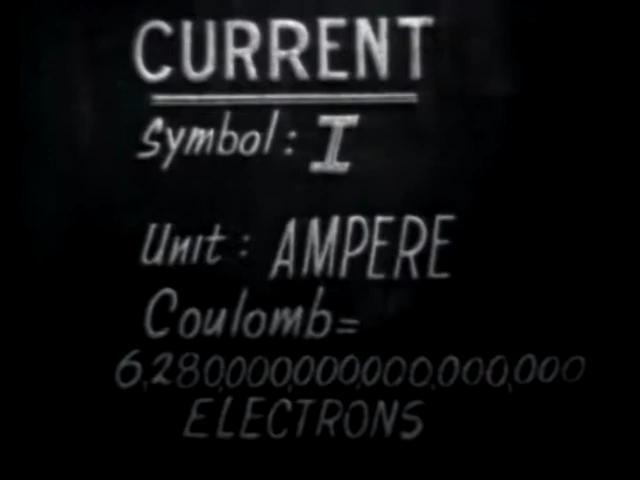 CURRENT
Symbol: I
Unit: AMPERE
Coulomb=
6,280,000,000,000,000,000
ELECTRONS